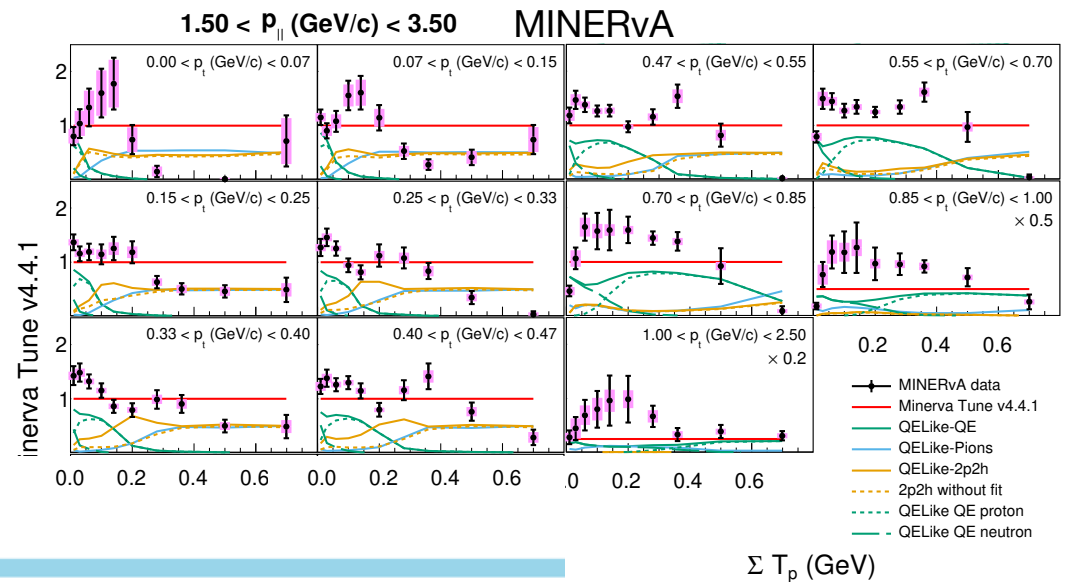 1.50 < p|| (GeV/c) < 3.50 MINERvA
0.00 < pt (GeV/c) < 0.07
0.07 < pt (GeV/c) < 0.15
0.47 < pt (GeV/c) < 0.55
0.55 < pt (GeV/c) < 0.70
2
1
0.15 < pt (GeV/c) < 0.25
0.25 < pt (GeV/c) < 0.33
0.70 < pt (GeV/c) < 0.85
0.85 < pt (GeV/c) < 1.00
× 0.5
2
1
0.33 < pt (GeV/c) < 0.40
0.40 < pt (GeV/c) < 0.47
1.00 < pt (GeV/c) < 2.50
× 0.2
2
1
inerva Tune v4.4.1
0.2 0.4 0.6
0.0 0.2 0.4 0.6
0.0 0.2 0.4 0.6
.0 0.2 0.4 0.6
MINERvA data
Minerva Tune v4.4.1
QELike-QE
QELike-Pions
QELike-2p2h
2p2h without fit
QELike QE proton
QELike QE neutron
Σ Tp (GeV)